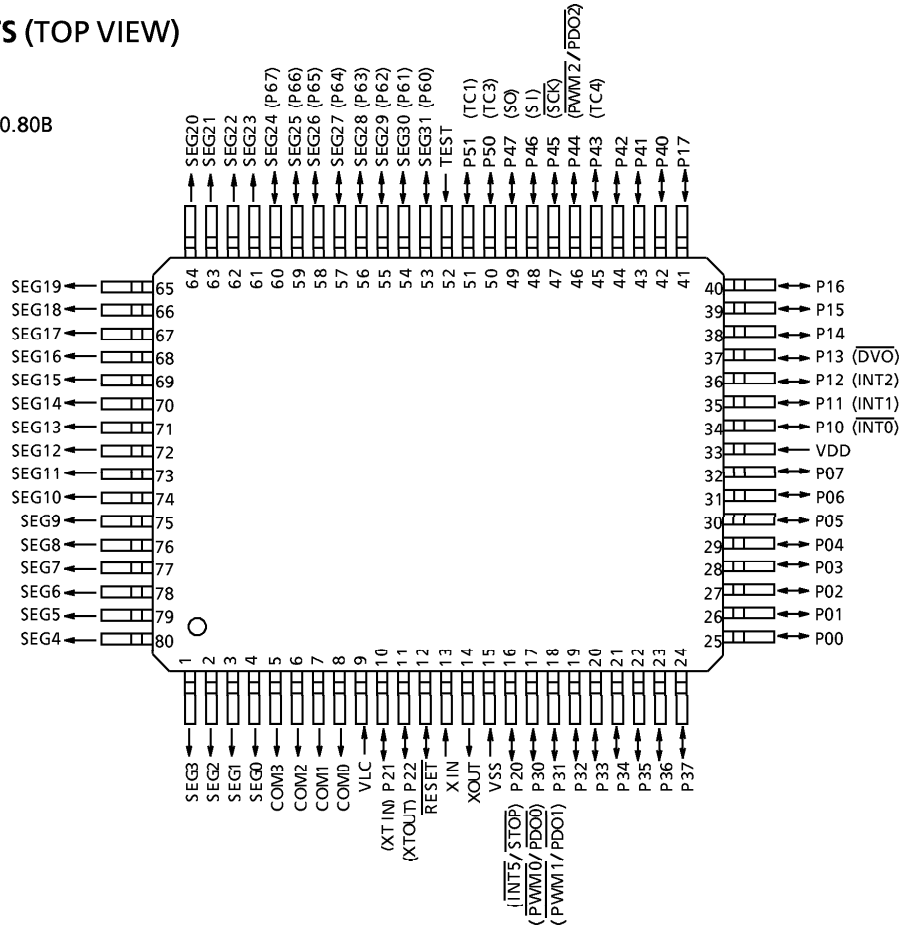 TS (TOP VIEW)
0.80B
SEG20
SEG21
SEG22
SEG23
SEG24 (P67)
SEG25 (P66)
SEG26 (P65)
SEG27 (P64)
SEG28 (P63)
SEG29 (P62)
SEG30 (P61)
SEG31 (P60)
TEST
P51 (TC1)
P50 (TC3)
P47 (SO)
P46 (SI)
P45 (SCK)
P44 (PWM2/PDO2)
P43 (TC4)
P42
P41
P40
P17
64 63 62 61 60 59 58 57 56 55 54 53 52 51 50 49 48 47 46 45 44 43 42 41
SEG19 65
SEG18 66
SEG17 67
SEG16 68
SEG15 69
SEG14 70
SEG13 71
SEG12 72
SEG11 73
SEG10 74
SEG9 75
SEG8 76
SEG7 77
SEG6 78
SEG5 79
SEG4 80
40 P16
39 P15
38 P14
37 P13 (DVO)
36 P12 (INT2)
35 P11 (INT1)
34 P10 (INT0)
33 VDD
32 P07
31 P06
30 P05
29 P04
28 P03
27 P02
26 P01
25 P00
1 2 3 4 5 6 7 8 9 10 11 12 13 14 15 16 17 18 19 20 21 22 23 24
SEG3
SEG2
SEG1
SEG0
COM3
COM2
COM1
COM0
VLC
(XTIN) P21
(XTOUT) P22
RESET
XIN
XOUT
VSS
(INT5/STOP) P20
(PWM0/PDO0) P30
(PWM1/PDO1) P31
P32
P33
P34
P35
P36
P37